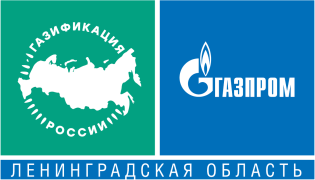 ГАЗИФИКАЦИЯ
РОССИИ
ГАЗПРОМ
ЛЕНИНГРАДСКАЯ ОБЛАСТЬ